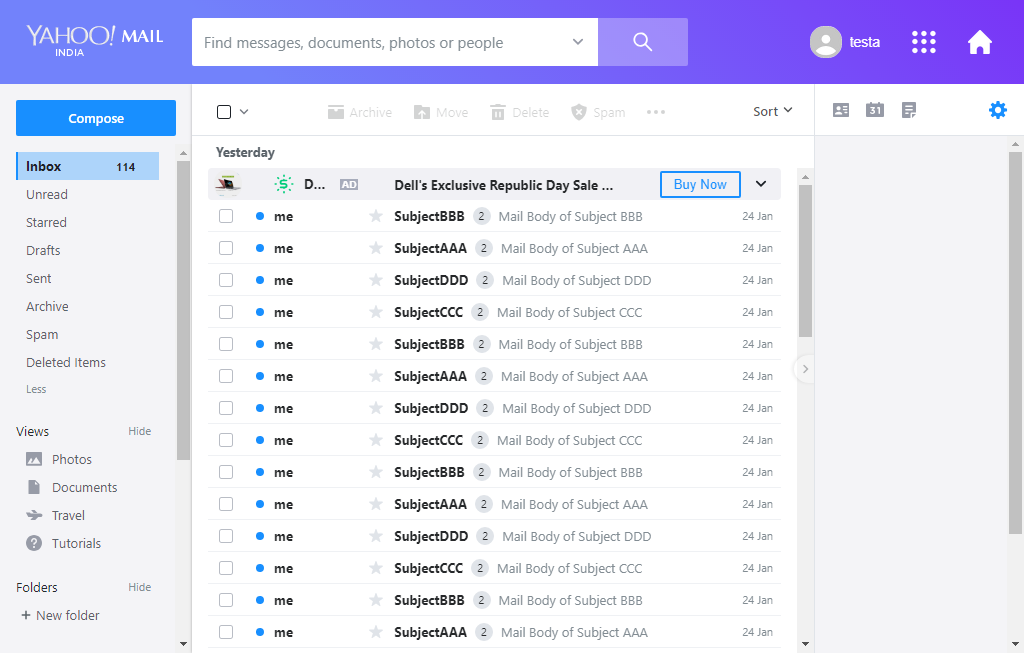 YAHOO! MAIL
INDIA
Find messages, documents, photos or people
testa
Compose
Inbox 114
Unread
Starred
Drafts
Sent
Archive
Spam
Deleted Items
Less
Views Hide
Photos
Documents
Travel
Tutorials
Folders Hide
+ New folder
Archive Move Delete Spam ••• Sort
31
Yesterday
S D... AD Dell's Exclusive Republic Day Sale ... Buy Now
me SubjectBBB 2 Mail Body of Subject BBB 24 Jan
me SubjectAAA 2 Mail Body of Subject AAA 24 Jan
me SubjectDDD 2 Mail Body of Subject DDD 24 Jan
me SubjectCCC 2 Mail Body of Subject CCC 24 Jan
me SubjectBBB 2 Mail Body of Subject BBB 24 Jan
me SubjectAAA 2 Mail Body of Subject AAA 24 Jan
me SubjectDDD 2 Mail Body of Subject DDD 24 Jan
me SubjectCCC 2 Mail Body of Subject CCC 24 Jan
me SubjectBBB 2 Mail Body of Subject BBB 24 Jan
me SubjectAAA 2 Mail Body of Subject AAA 24 Jan
me SubjectDDD 2 Mail Body of Subject DDD 24 Jan
me SubjectCCC 2 Mail Body of Subject CCC 24 Jan
me SubjectBBB 2 Mail Body of Subject BBB 24 Jan
me SubjectAAA 2 Mail Body of Subject AAA 24 Jan